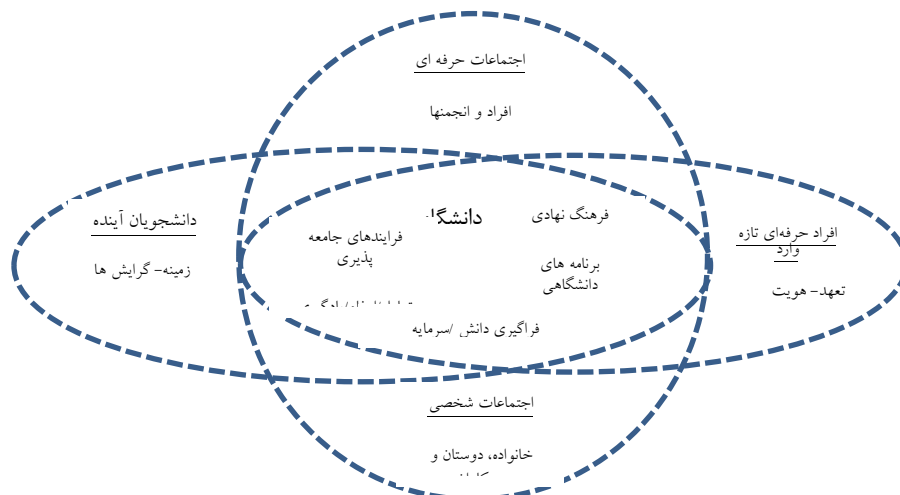 اجتماعات حرفه ای
افراد و انجمنها
دانشجویان آینده
زمینه- گرایش ها
فرایندهای جامعه
پذیری
فرهنگ نهادی
برنامه های
دانشگاهی
فراگیری دانش /سرمایه
افراد حرفه‌ای تازه
وارد
تعهد- هویت
اجتماعات شخصی
خانواده، دوستان و